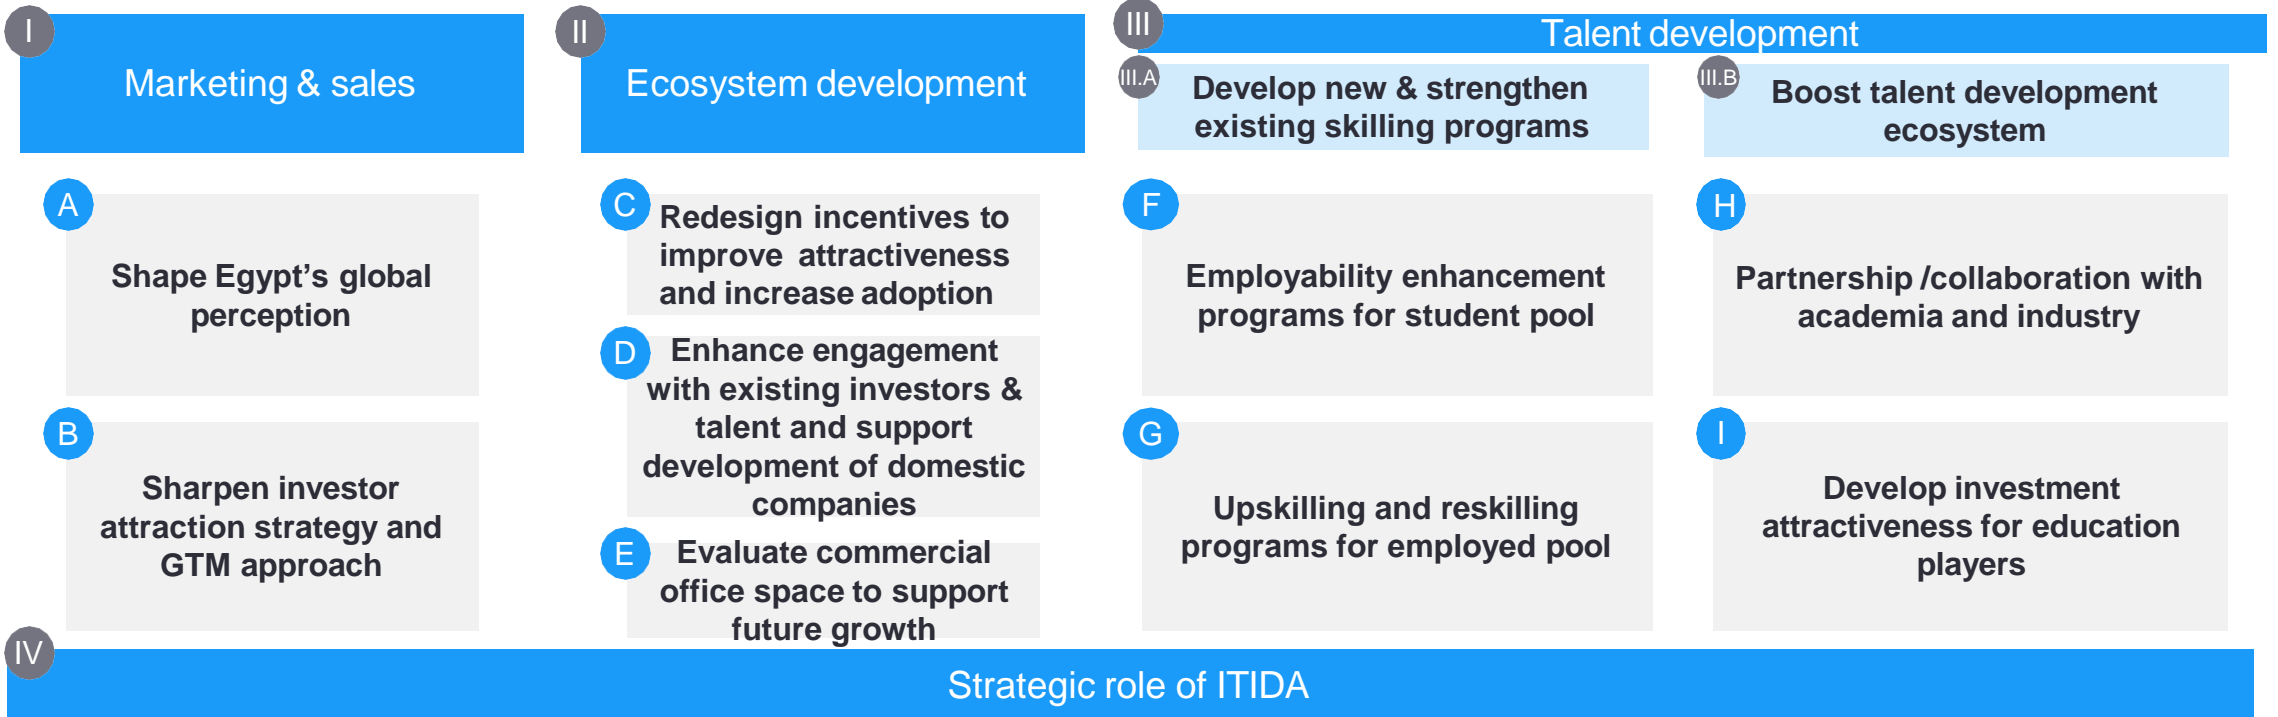 I
Marketing & sales
A
Shape Egypt’s global
perception
B
Sharpen investor
attraction strategy and
GTM approach
II
Ecosystem development
C
Redesign incentives to
improve attractiveness
and increase adoption
D
Enhance engagement
with existing investors &
talent and support
development of domestic
companies
E
Evaluate commercial
office space to support
future growth
III
Talent development
III.A
Develop new & strengthen
existing skilling programs
F
Employability enhancement
programs for student pool
G
Upskilling and reskilling
programs for employed pool
III.B
Boost talent development
ecosystem
H
Partnership /collaboration with
academia and industry
I
Develop investment
attractiveness for education
players
IV
Strategic role of ITIDA